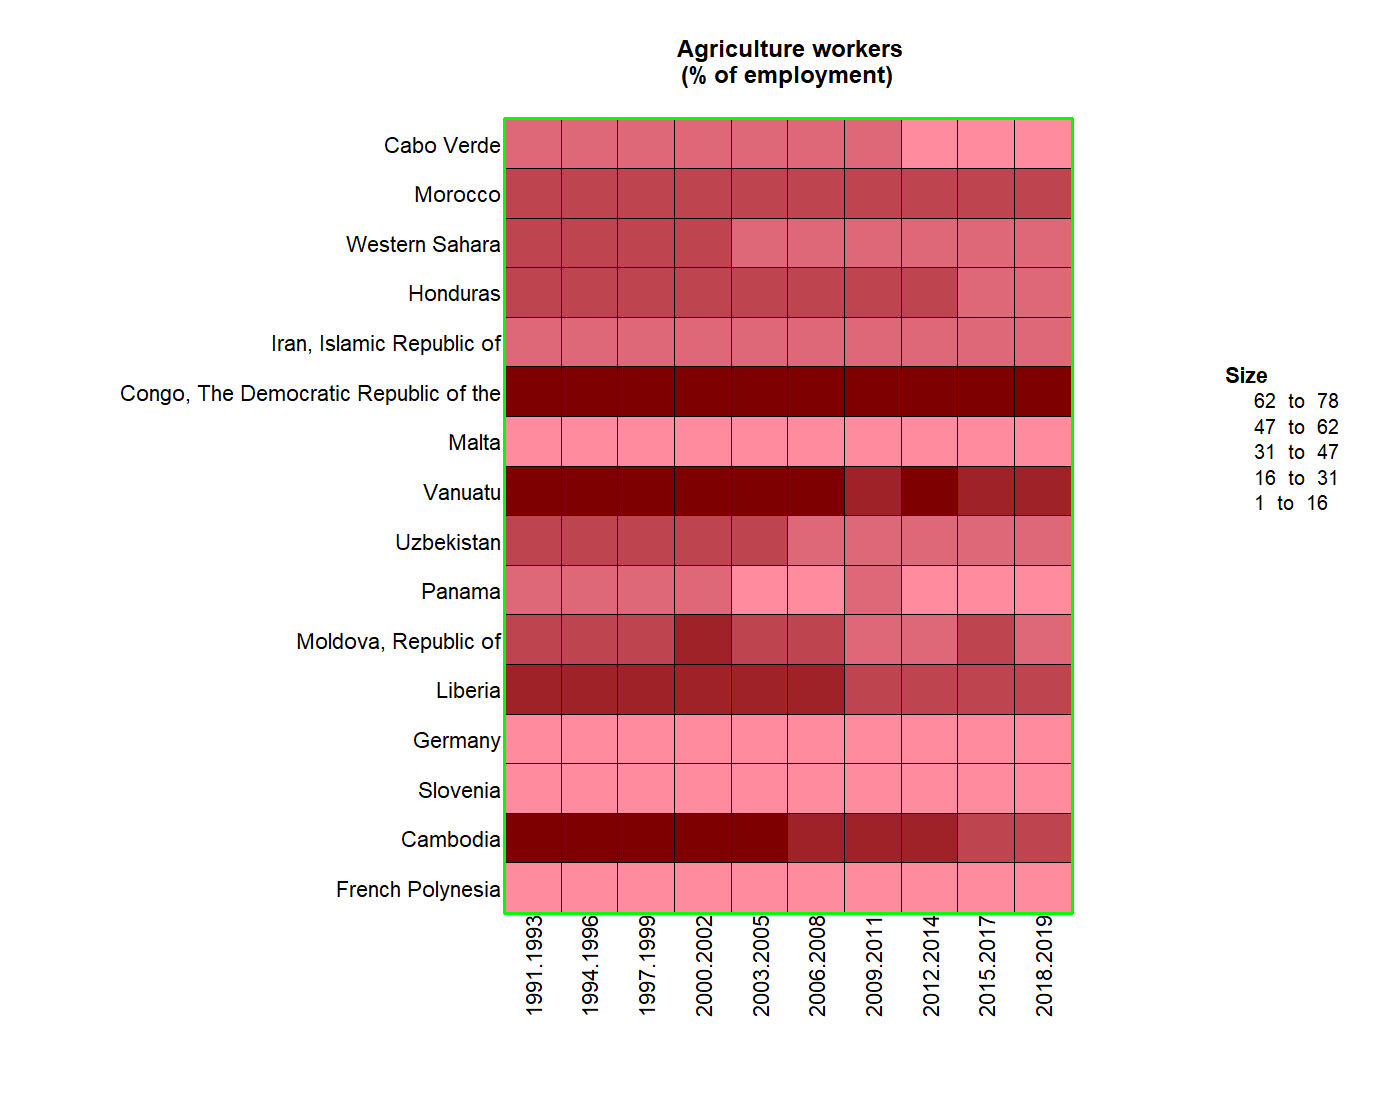 Agriculture workers
(% of employment)
Cabo Verde
Morocco
Western Sahara
Honduras
Iran, Islamic Republic of
Congo, The Democratic Republic of the
Malta
Vanuatu
Uzbekistan
Panama
Moldova, Republic of
Liberia
Germany
Slovenia
Cambodia
French Polynesia
1991.1993
1994.1996
1997.1999
2000.2002
2003.2005
2006.2008
2009.2011
2012.2014
2015.2017
2018.2019
Size
62 to 78
47 to 62
31 to 47
16 to 31
1 to 16